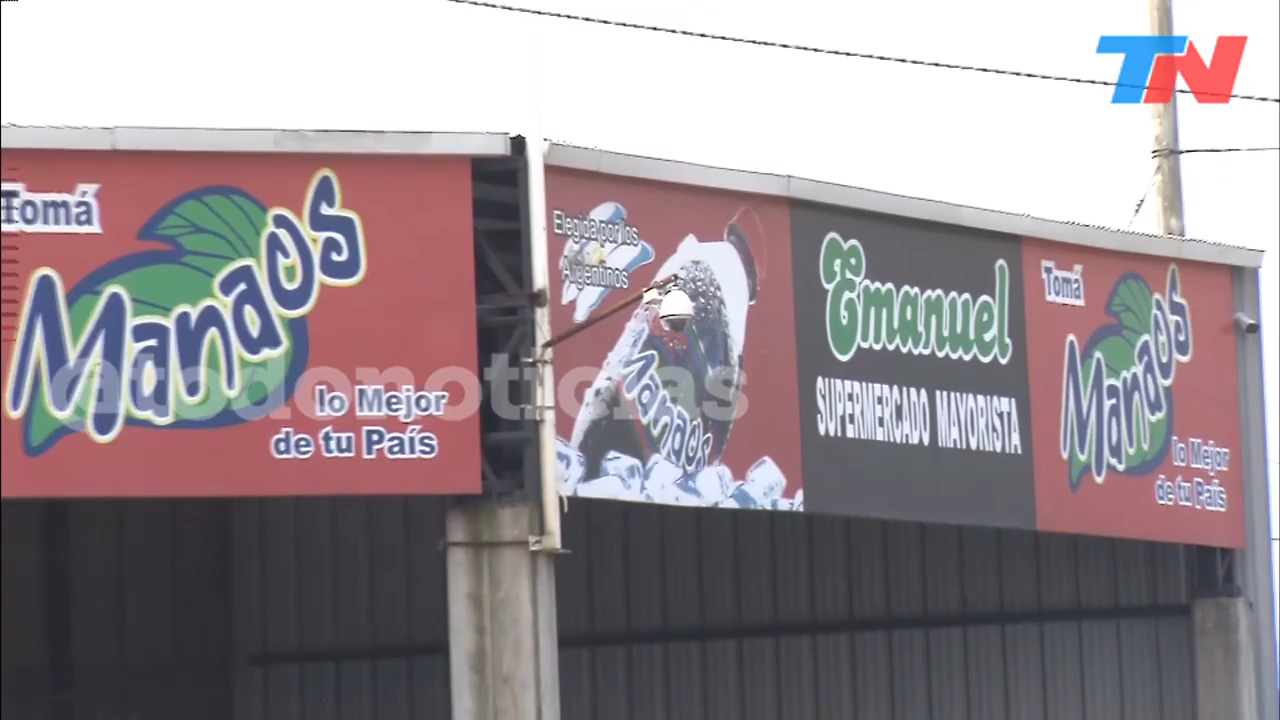 TN
Tomá
Manaos
lo Mejor
de tu País
Elegida por los
Argentinos
Manaos
Emanuel
SUPERMERCADO MAYORISTA
Tomá
Manaos
lo Mejor
de tu País
@todonoticias